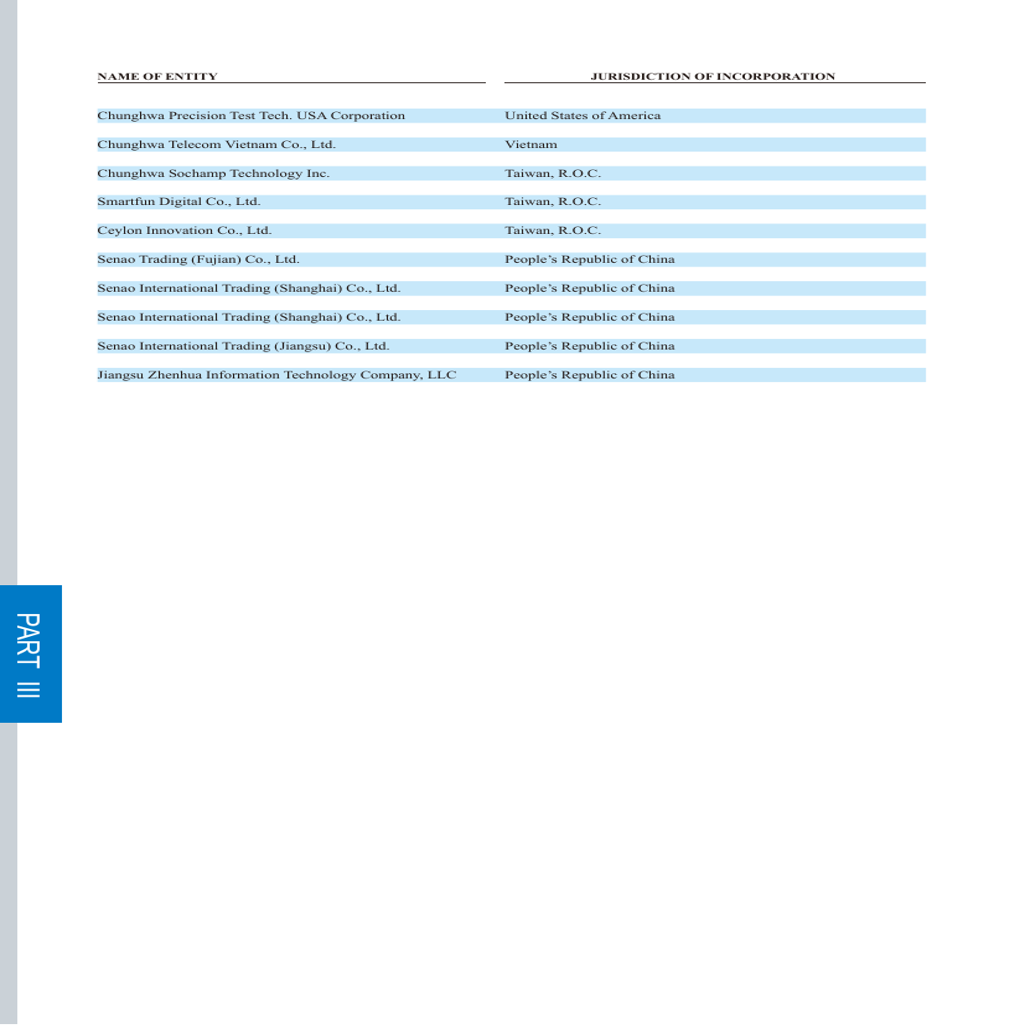 NAME OF ENTITY JURISDICTION OF INCORPORATION
Chunghwa Precision Test Tech. USA Corporation United States of America
Chunghwa Telecom Vietnam Co., Ltd. Vietnam
Chunghwa Sochamp Technology Inc. Taiwan, R.O.C.
Smartfun Digital Co., Ltd. Taiwan, R.O.C.
Ceylon Innovation Co., Ltd. Taiwan, R.O.C.
Senao Trading (Fujian) Co., Ltd. People’s Republic of China
Senao International Trading (Shanghai) Co., Ltd. People’s Republic of China
Senao International Trading (Shanghai) Co., Ltd. People’s Republic of China
Senao International Trading (Jiangsu) Co., Ltd. People’s Republic of China
Jiangsu Zhenhua Information Technology Company, LLC People’s Republic of China
PART III